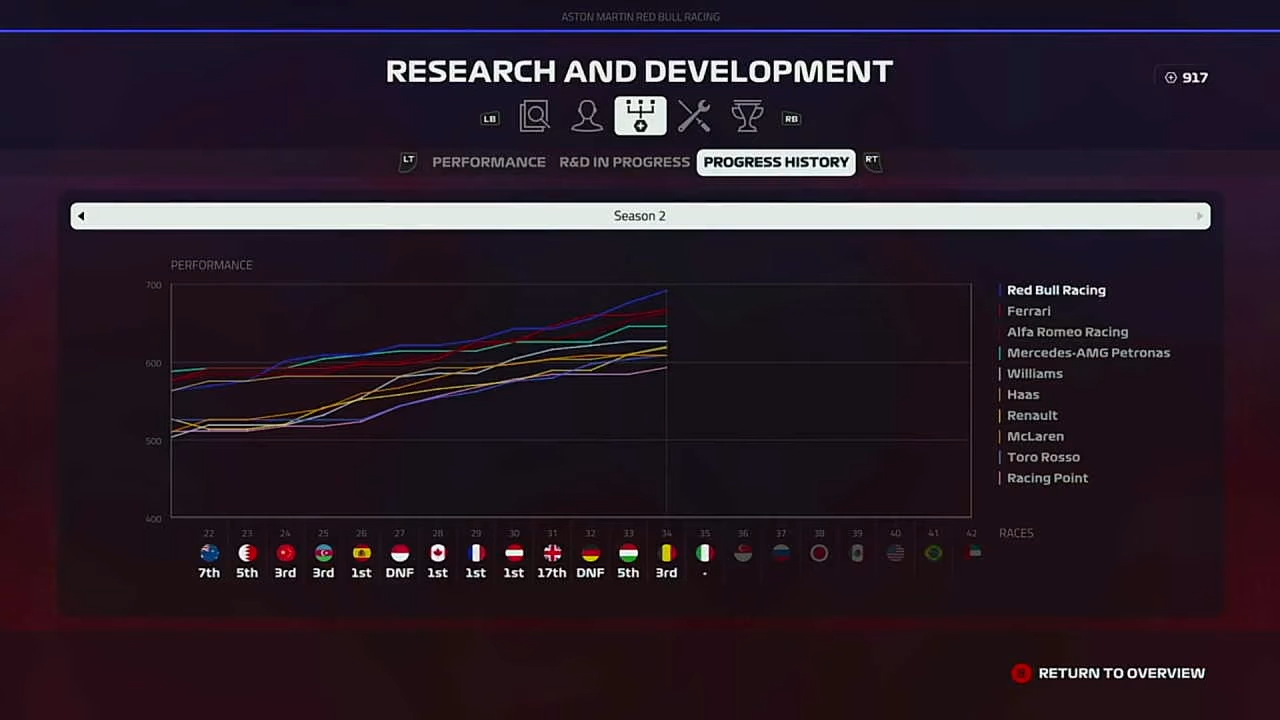 ASTON MARTIN RED BULL RACING
RESEARCH AND DEVELOPMENT
917
LB RB
LT PERFORMANCE R&D IN PROGRESS PROGRESS HISTORY RT
Season 2
PERFORMANCE
700
600
500
400
Red Bull Racing
Ferrari
Alfa Romeo Racing
Mercedes-AMG Petronas
Williams
Haas
Renault
McLaren
Toro Rosso
Racing Point
22 23 24 25 26 27 28 29 30 31 32 33 34 35 36 37 38 39 40 41 42 RACES
7th 5th 3rd 3rd 1st DNF 1st 1st 1st 17th DNF 5th 3rd -
RETURN TO OVERVIEW